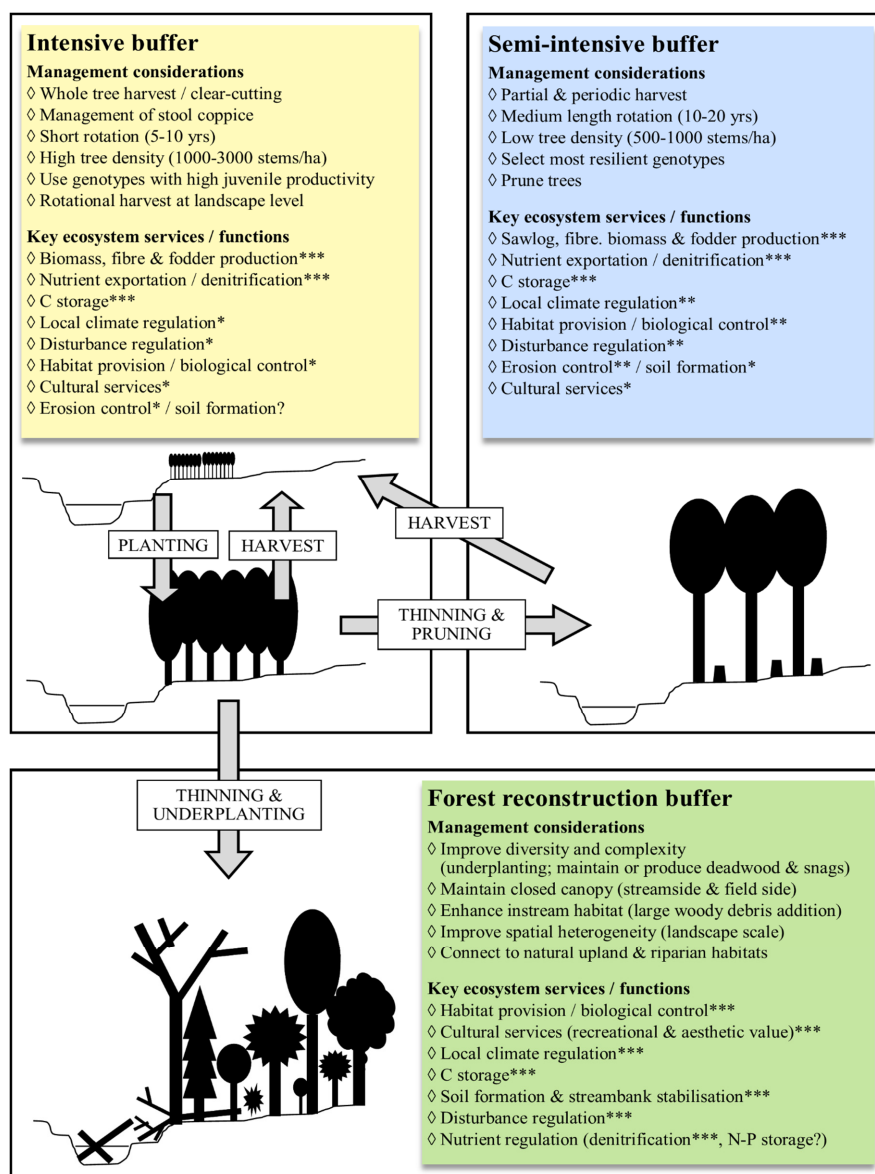 Intensive buffer
Management considerations
◊ Whole tree harvest / clear-cutting
◊ Management of stool coppice
◊ Short rotation (5-10 yrs)
◊ High tree density (1000-3000 stems/ha)
◊ Use genotypes with high juvenile productivity
◊ Rotational harvest at landscape level
Key ecosystem services / functions
◊ Biomass, fibre & fodder production***
◊ Nutrient exportation / denitrification***
◊ C storage***
◊ Local climate regulation*
◊ Disturbance regulation*
◊ Habitat provision / biological control*
◊ Cultural services*
◊ Erosion control* / soil formation?
Semi-intensive buffer
Management considerations
◊ Partial & periodic harvest
◊ Medium length rotation (10-20 yrs)
◊ Low tree density (500-1000 stems/ha)
◊ Select most resilient genotypes
◊ Prune trees
Key ecosystem services / functions
◊ Sawlog, fibre. biomass & fodder production***
◊ Nutrient exportation / denitrification***
◊ C storage***
◊ Local climate regulation**
◊ Habitat provision / biological control**
◊ Disturbance regulation**
◊ Erosion control** / soil formation*
◊ Cultural services*
PLANTING
HARVEST
HARVEST
THINNING &
PRUNING
THINNING &
UNDERPLANTING
Forest reconstruction buffer
Management considerations
◊ Improve diversity and complexity
(underplanting; maintain or produce deadwood & snags)
◊ Maintain closed canopy (streamside & field side)
◊ Enhance instream habitat (large woody debris addition)
◊ Improve spatial heterogeneity (landscape scale)
◊ Connect to natural upland & riparian habitats
Key ecosystem services / functions
◊ Habitat provision / biological control***
◊ Cultural services (recreational & aesthetic value)***
◊ Local climate regulation***
◊ C storage***
◊ Soil formation & streambank stabilisation***
◊ Disturbance regulation***
◊ Nutrient regulation (denitrification***, N-P storage?)